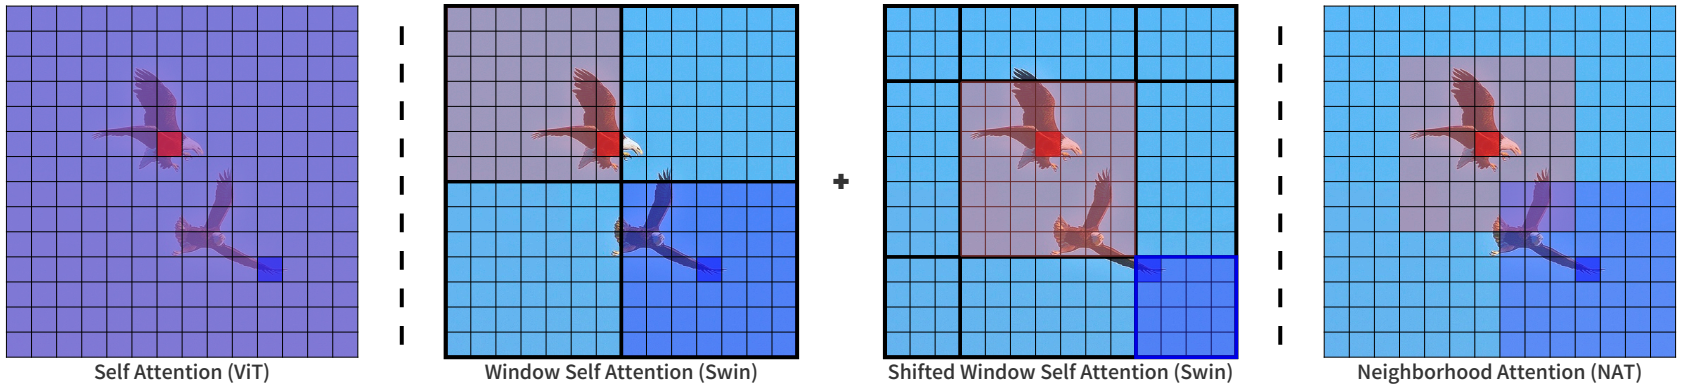 Self Attention (ViT)
Window Self Attention (Swin)
+
Shifted Window Self Attention (Swin)
Neighborhood Attention (NAT)